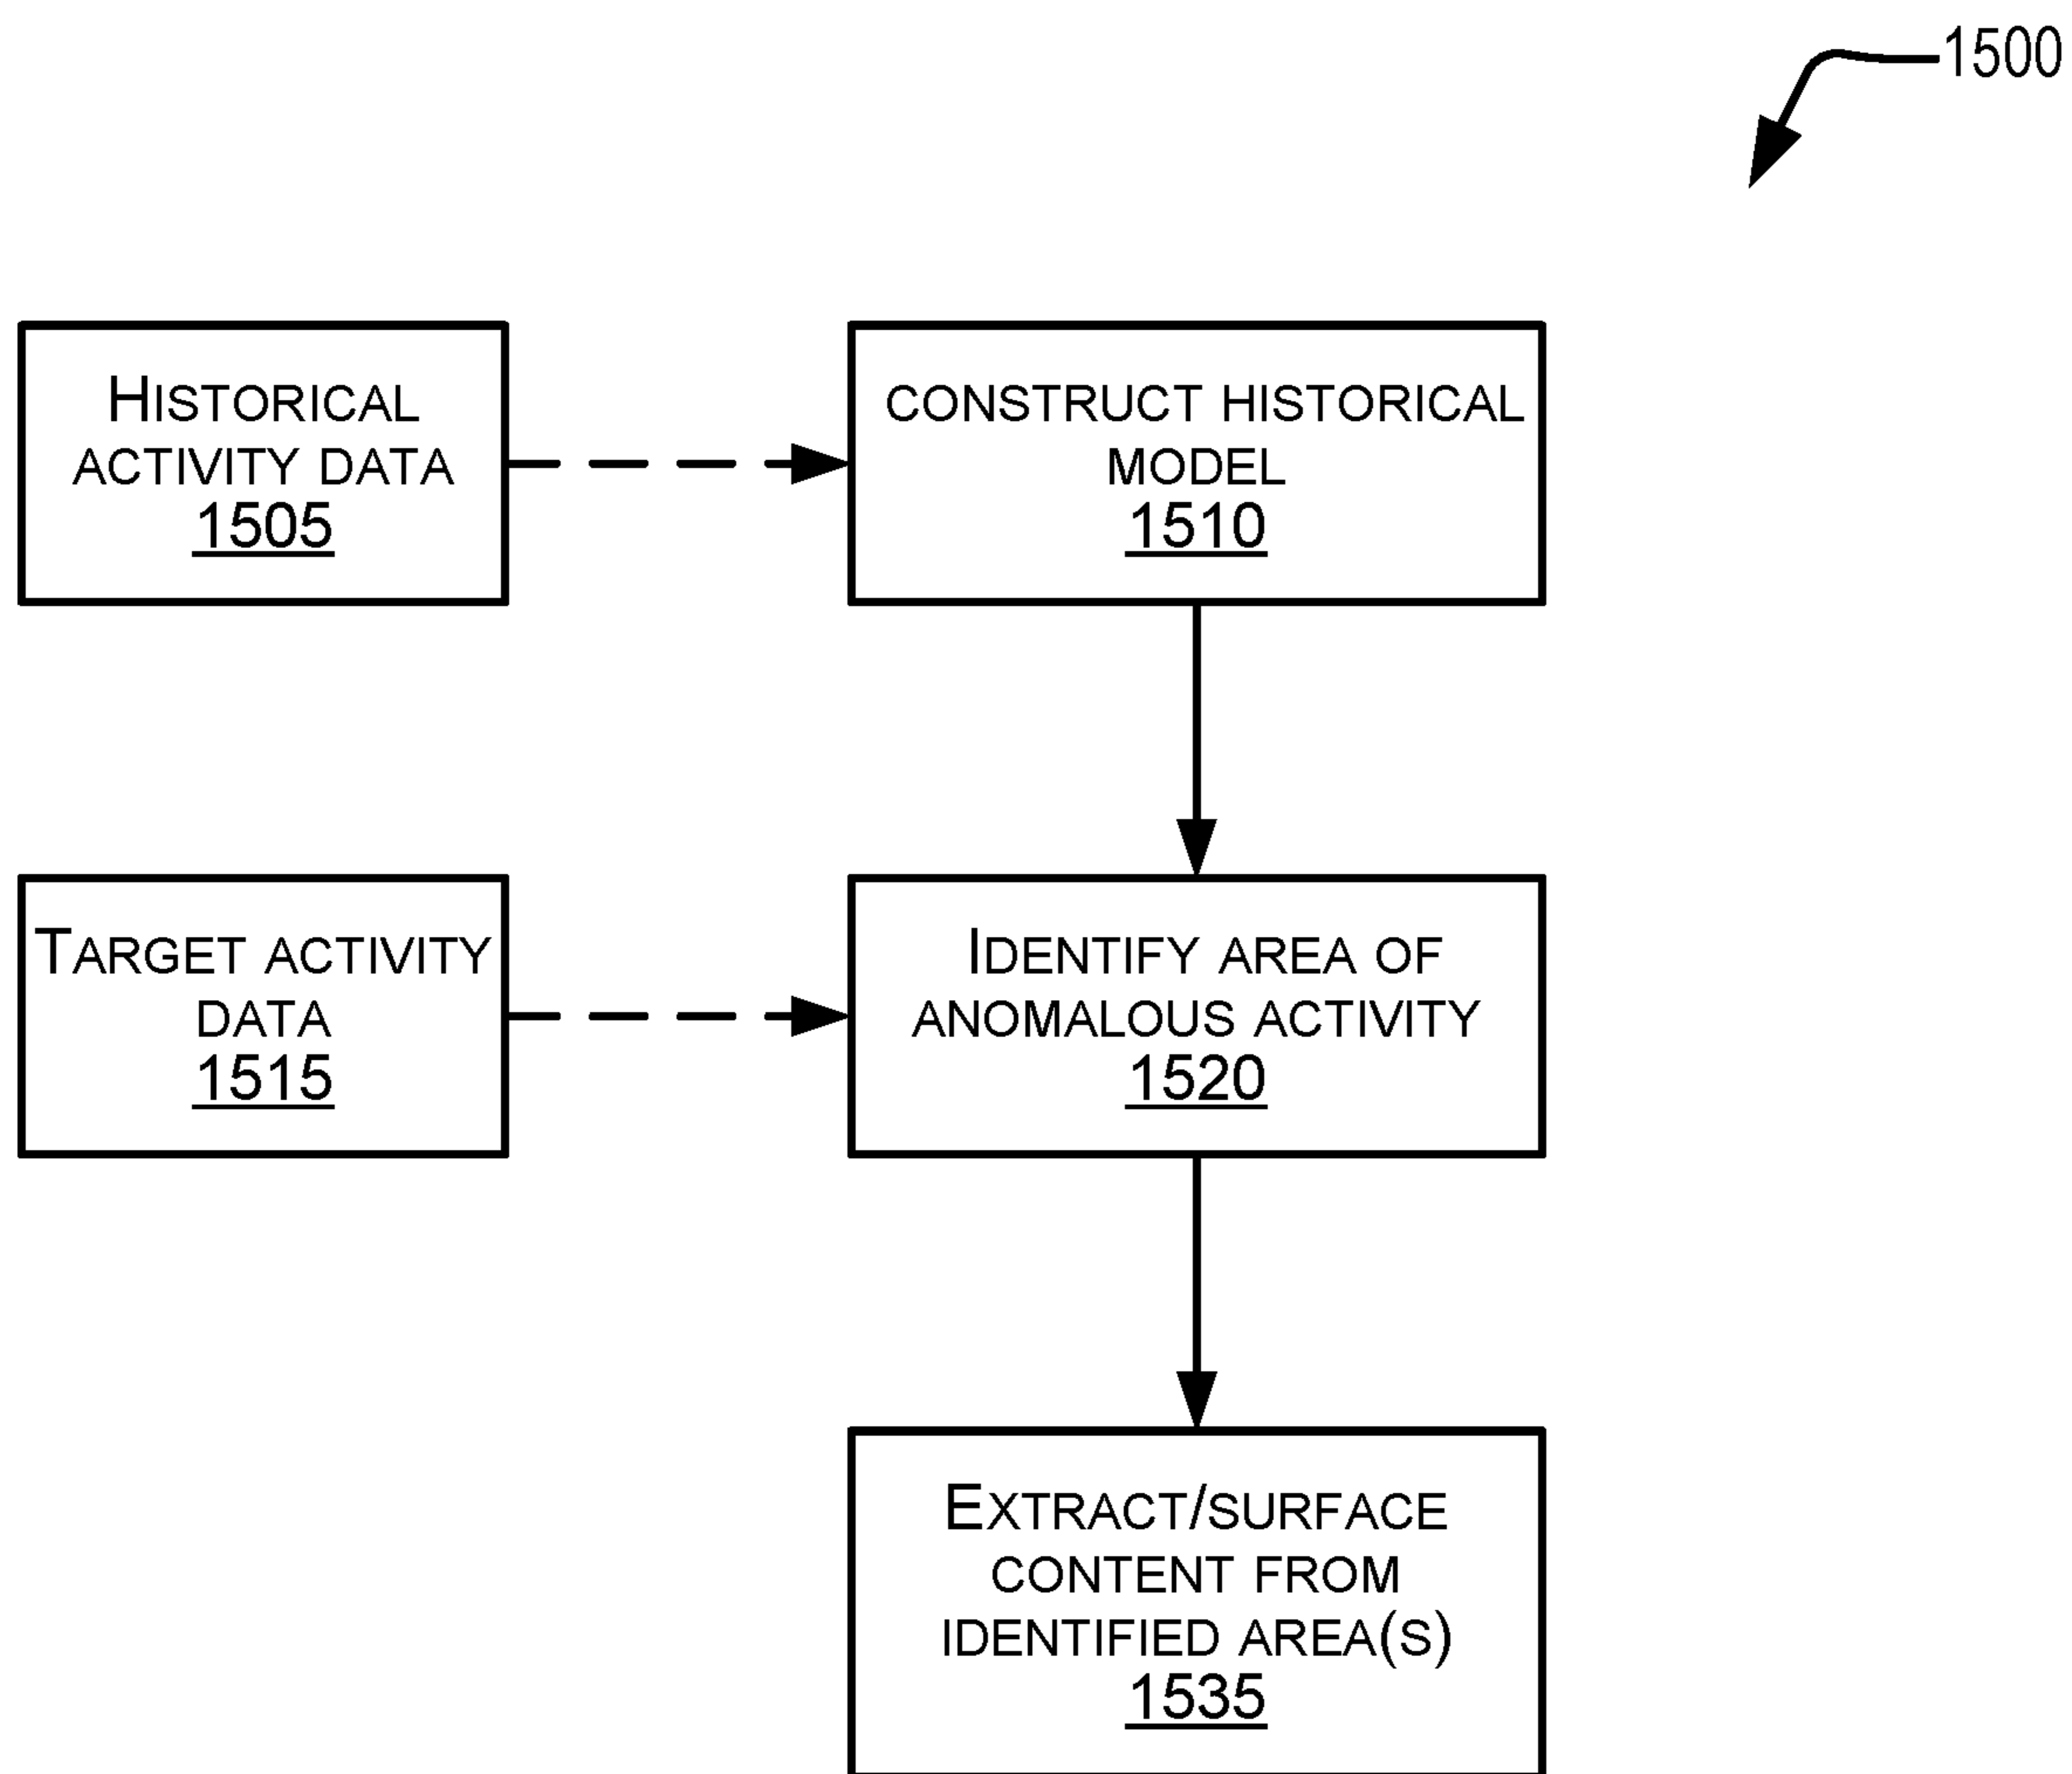 1500
HISTORICAL
ACTIVITY DATA
1505
CONSTRUCT HISTORICAL
MODEL
1510
TARGET ACTIVITY
DATA
1515
IDENTIFY AREA OF
ANOMALOUS ACTIVITY
1520
EXTRACT/SURFACE
CONTENT FROM
IDENTIFIED AREA(S)
1535